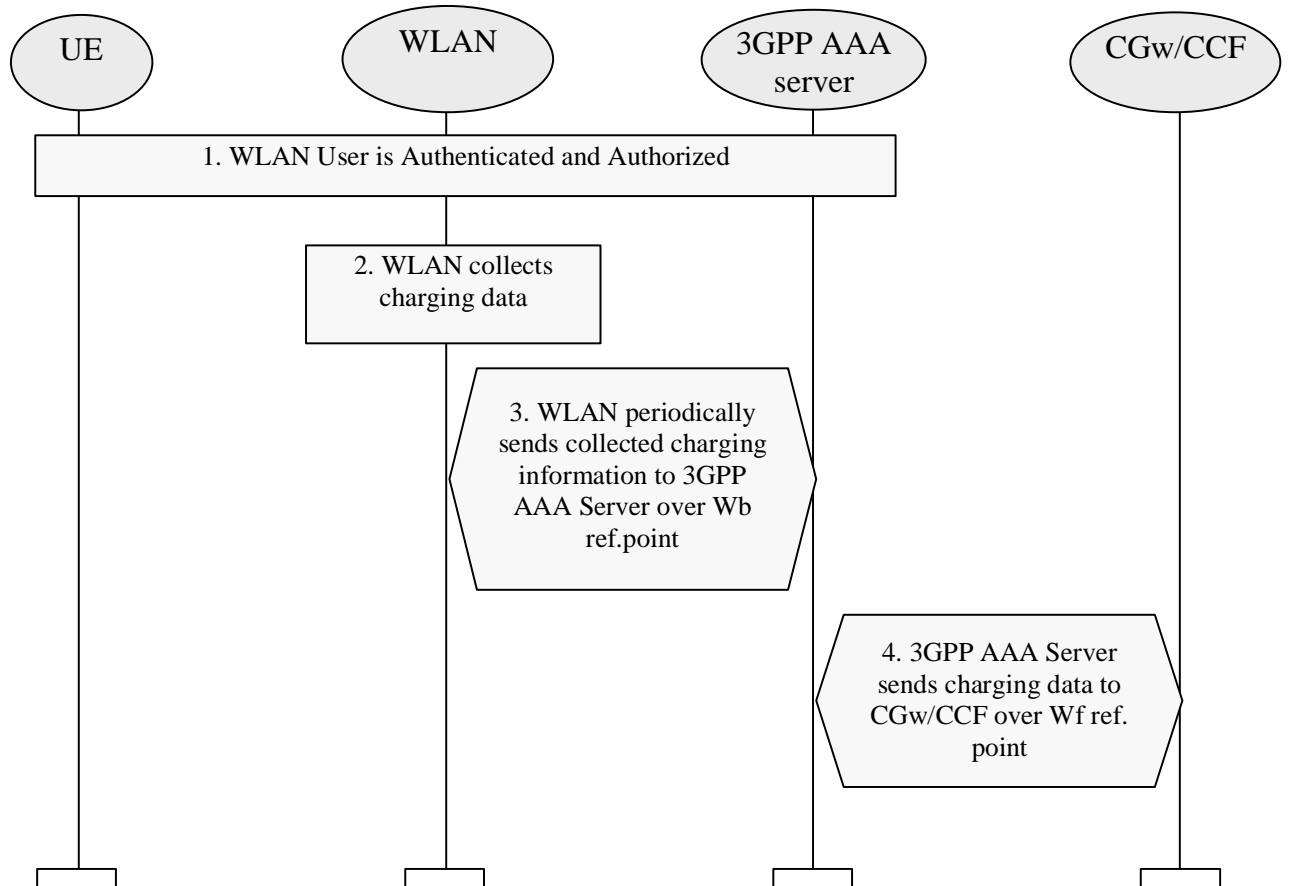 UE
WLAN
3GPP AAA
server
CGw/CCF
1. WLAN User is Authenticated and Authorized
2. WLAN collects
charging data
3. WLAN periodically
sends collected charging
information to 3GPP
AAA Server over Wb
ref.point
4. 3GPP AAA Server
sends charging data to
CGw/CCF over Wf ref.
point